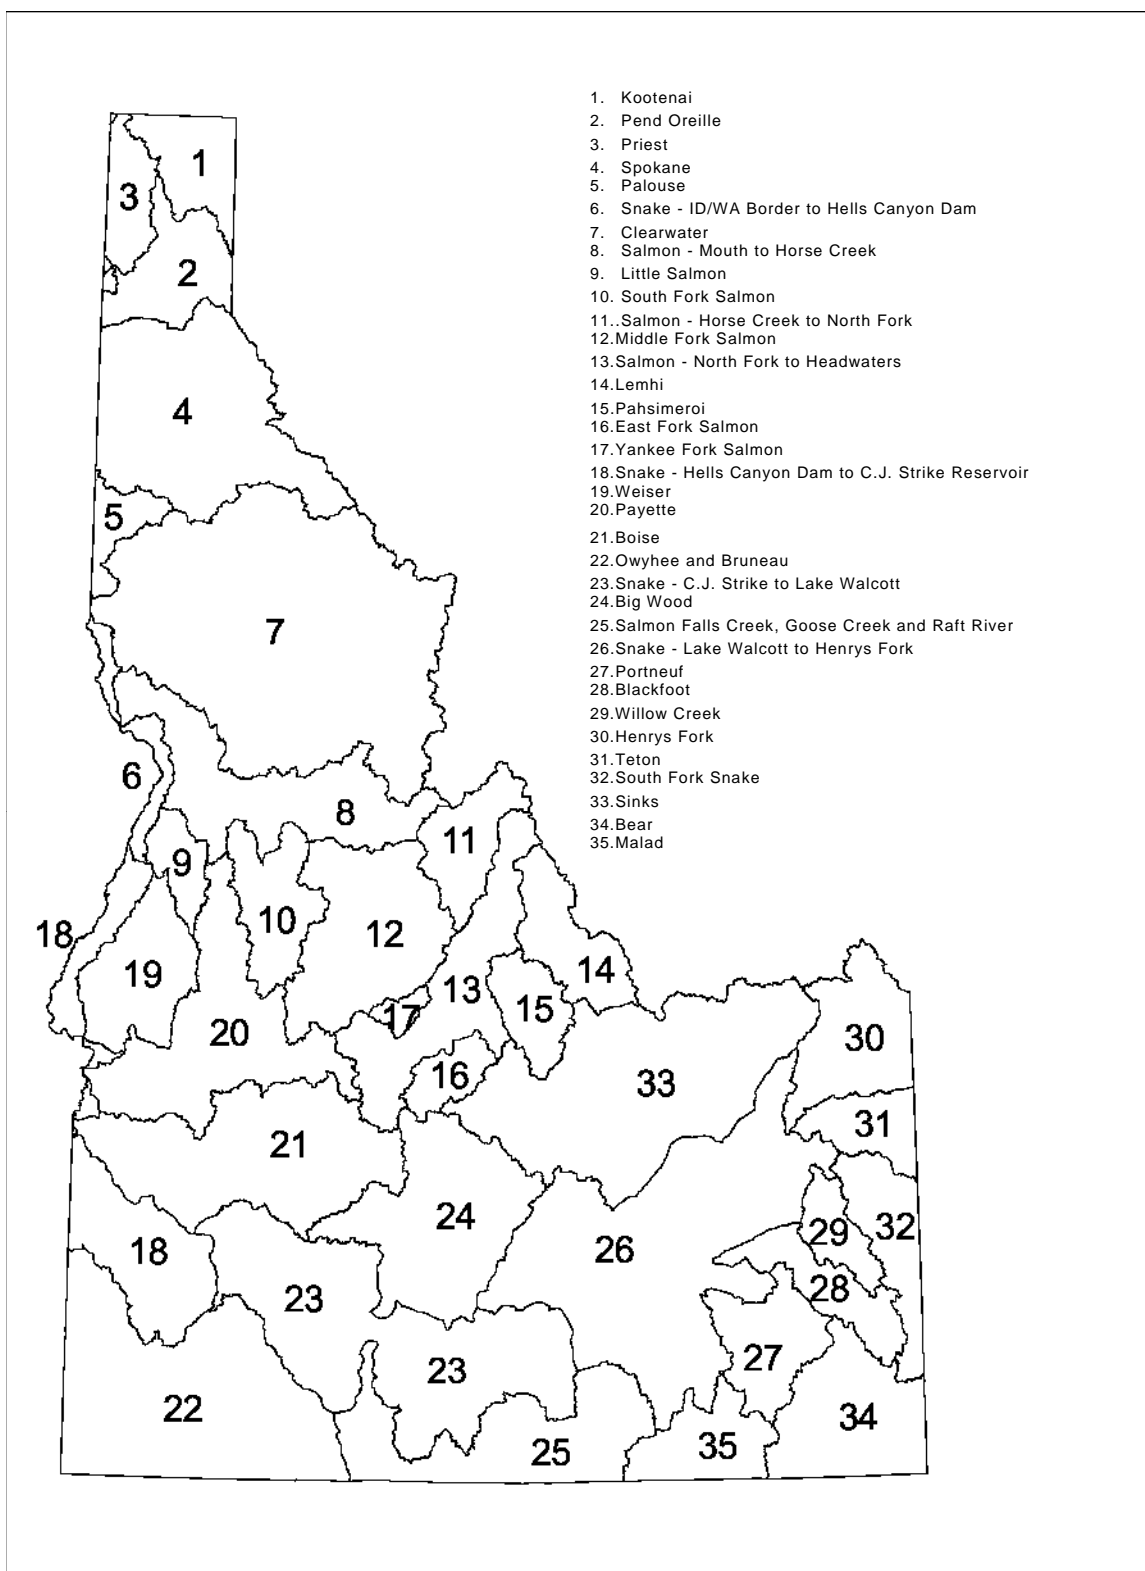 1. Kootenai
2. Pend Oreille
3. Priest
4. Spokane
5. Palouse
6. Snake - ID/WA Border to Hells Canyon Dam
7. Clearwater
8. Salmon - Mouth to Horse Creek
9. Little Salmon
10. South Fork Salmon
11..Salmon - Horse Creek to North Fork
12.Middle Fork Salmon
13.Salmon - North Fork to Headwaters
14.Lemhi
15.Pahsimeroi
16.East Fork Salmon
17.Yankee Fork Salmon
18.Snake - Hells Canyon Dam to C.J. Strike Reservoir
19.Weiser
20.Payette
21.Boise
22.Owyhee and Bruneau
23.Snake - C.J. Strike to Lake Walcott
24.Big Wood
25.Salmon Falls Creek, Goose Creek and Raft River
26.Snake - Lake Walcott to Henrys Fork
27.Portneuf
28.Blackfoot
29.Willow Creek
30.Henrys Fork
31.Teton
32.South Fork Snake
33.Sinks
34.Bear
35.Malad
1
3
2
4
5
7
6
8
11
9
10
12
18
19
14
13
15
17
20
16
33
30
31
21
24
18
26
29
32
28
23
27
23
22
34
35
25